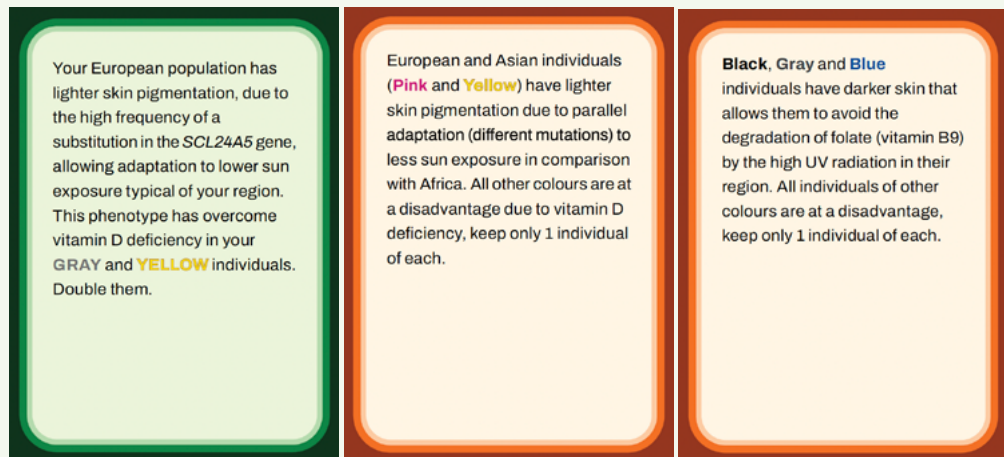 Your European population has
lighter skin pigmentation, due to
the high frequency of a
substitution in the SCL24A5 gene,
allowing adaptation to lower sun
exposure typical of your region.
This phenotype has overcome
vitamin D deficiency in your
GRAY and YELLOW individuals.
Double them.
European and Asian individuals
(Pink and Yellow) have lighter
skin pigmentation due to parallel
adaptation (different mutations) to
less sun exposure in comparison
with Africa. All other colours are at
a disadvantage due to vitamin D
deficiency, keep only 1 individual
of each.
Black, Gray and Blue
individuals have darker skin that
allows them to avoid the
degradation of folate (vitamin B9)
by the high UV radiation in their
region. All individuals of other
colours are at a disadvantage,
keep only 1 individual of each.